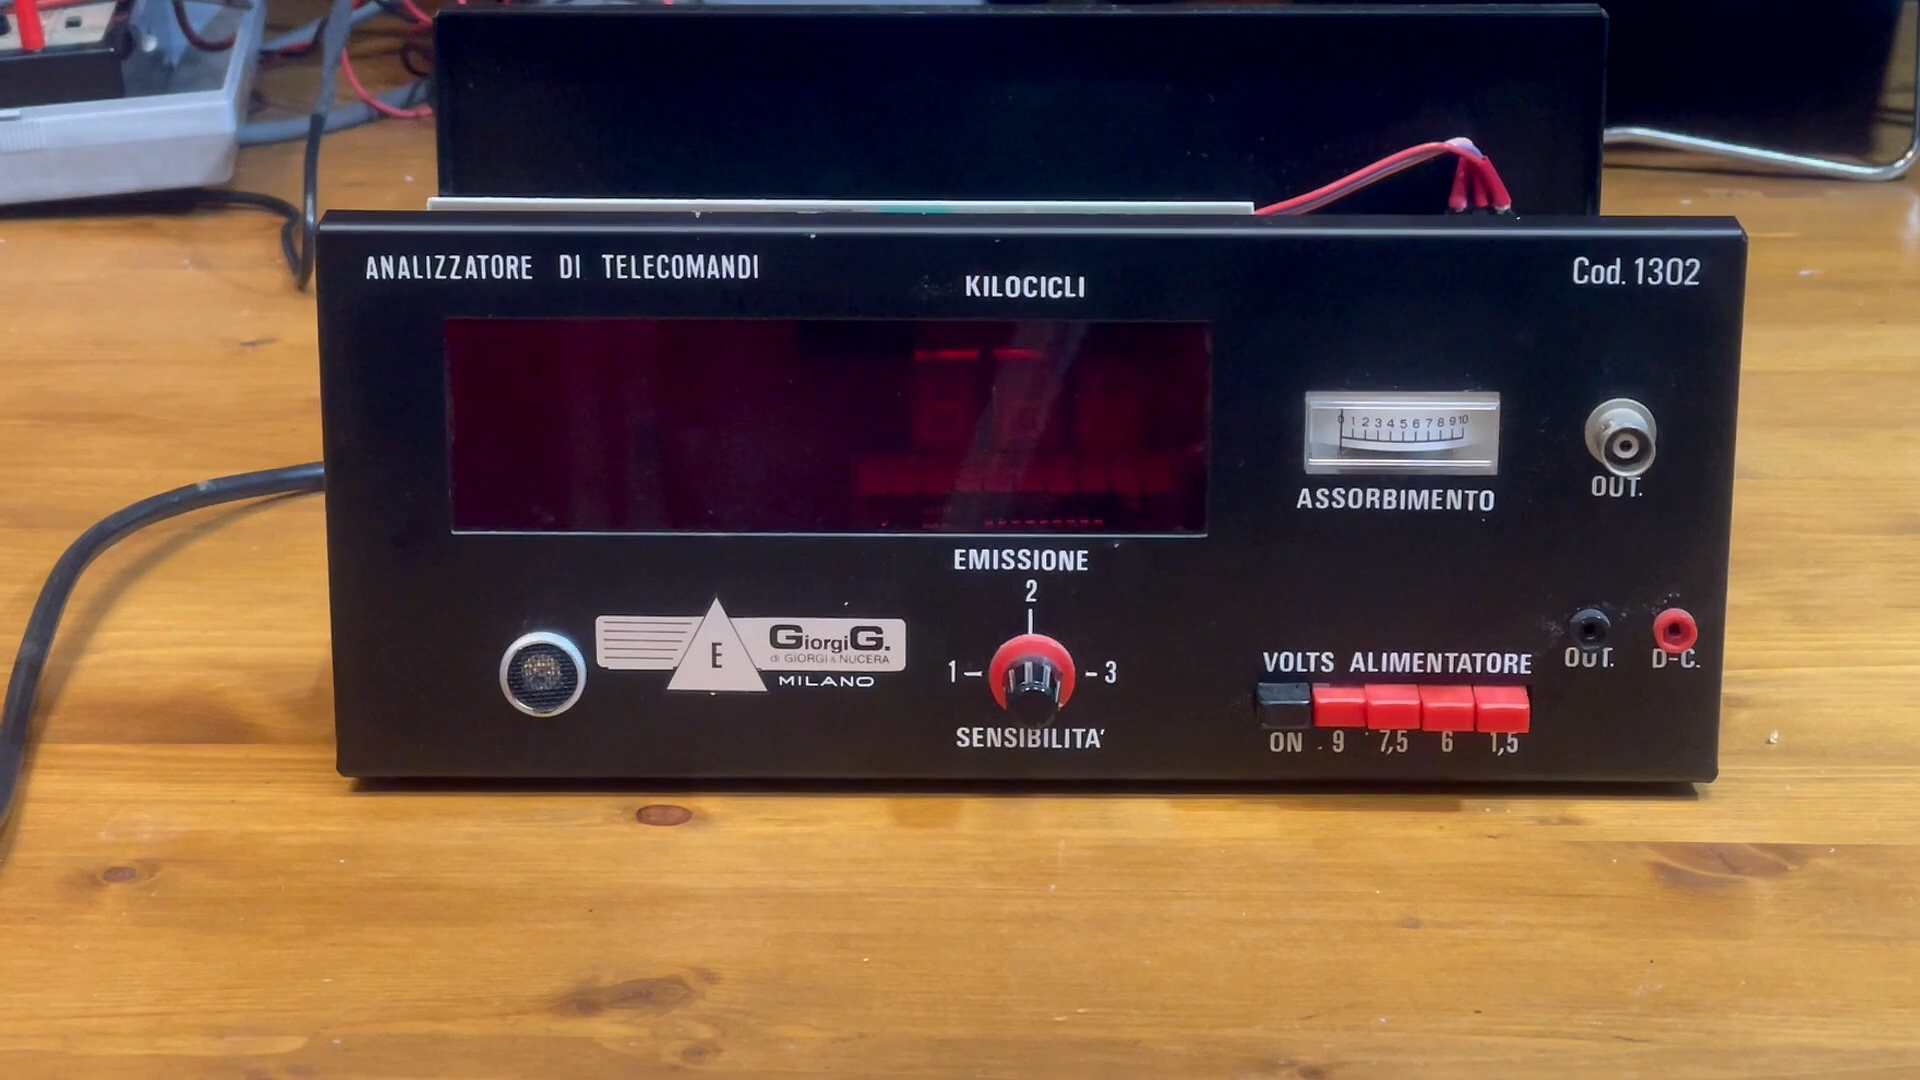 ANALIZZATORE DI TELECOMANDI
KILOCICLI
Cod. 1302
0 1 2 3 4 5 6 7 8 9 10
ASSORBIMENTO
OUT.
EMISSIONE
2
1 - - 3
SENSIBILITA'
E
GiorgiG.
di GIORGI & NUCERA
MILANO
VOLTS ALIMENTATORE
OUT. D-C.
ON 9 7,5 6 1,5